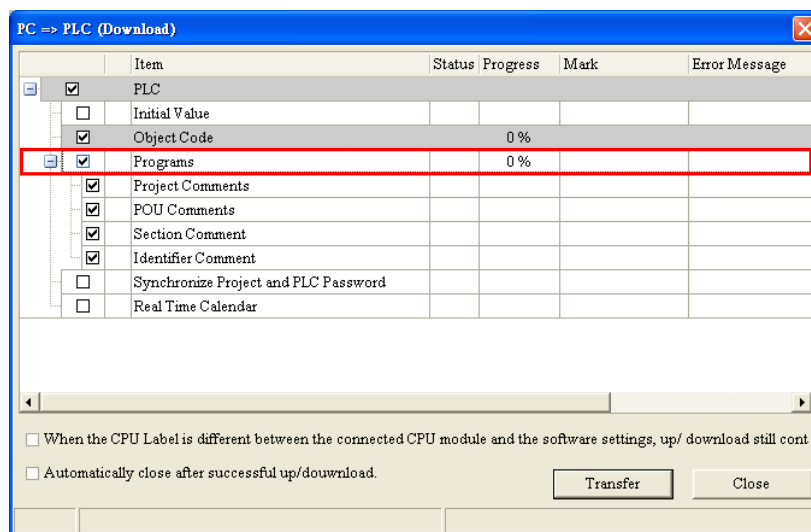 PC => PLC (Download)
Item Status Progress Mark Error Message
PLC
Initial Value
Object Code 0 %
Programs 0 %
Project Comments
POU Comments
Section Comment
Identifier Comment
Synchronize Project and PLC Password
Real Time Calendar
When the CPU Label is different between the connected CPU module and the software settings, up/ download still cont
Automatically close after successful up/douwnload.
Transfer Close